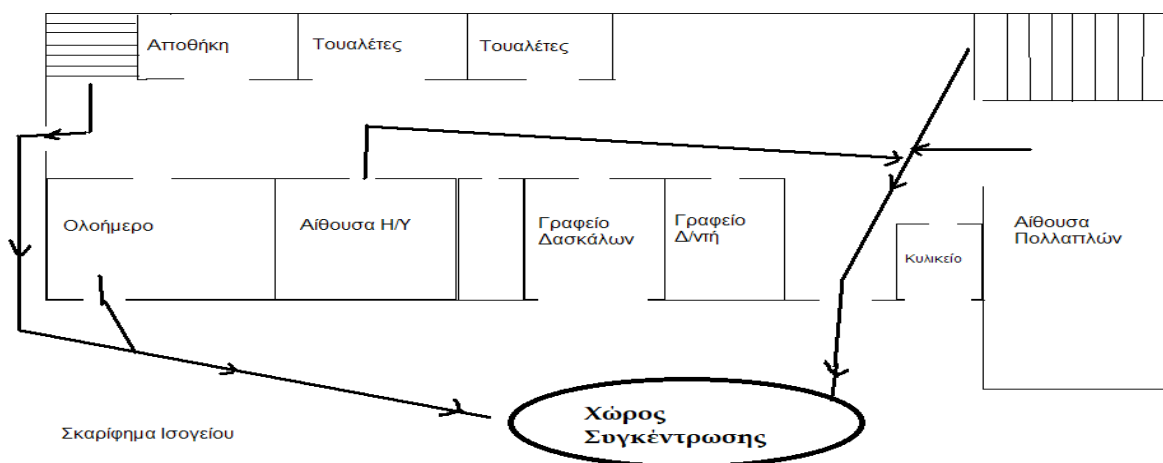 Αποθήκη
Τουαλέτες
Τουαλέτες
Ολοήμερο
Αίθουσα Η/Υ
Γραφείο
Δασκάλων
Γραφείο
Δ/ντή
Κυλικείο
Αίθουσα
Πολλαπλών
Χώρος
Συγκέντρωσης
Σκαρίφημα Ισογείου